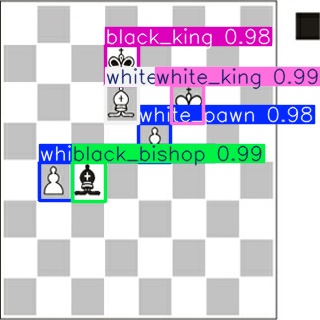 black_king 0.98
white
white_king 0.99
white_pawn 0.98
whi
black_bishop 0.99